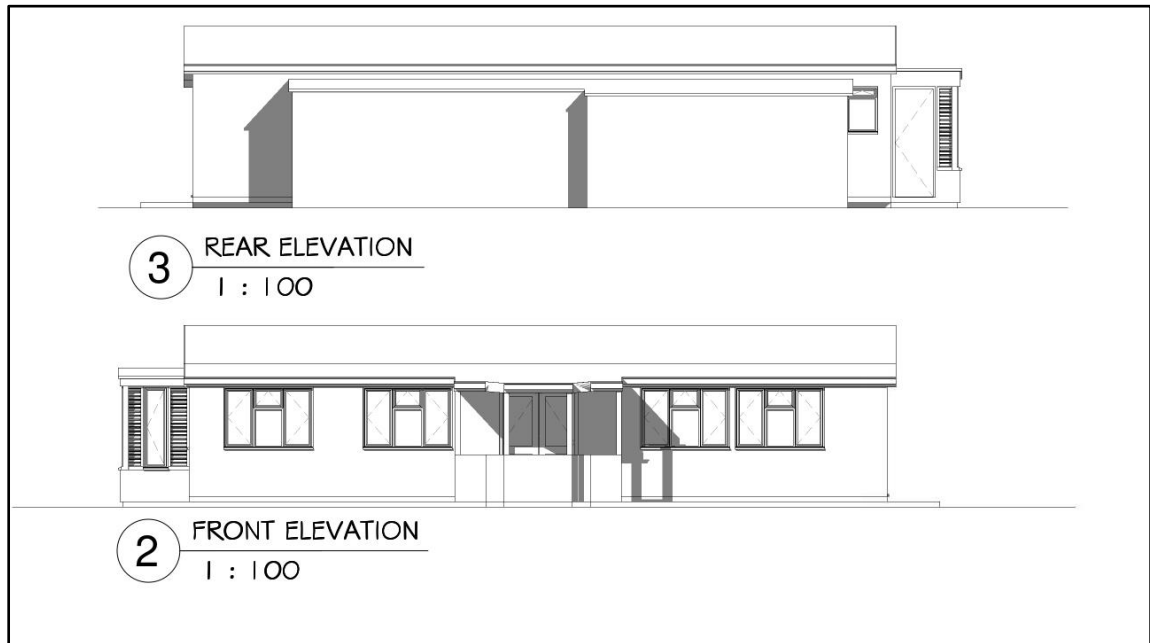 3
REAR ELEVATION
1 : 100
2
FRONT ELEVATION
1 : 100